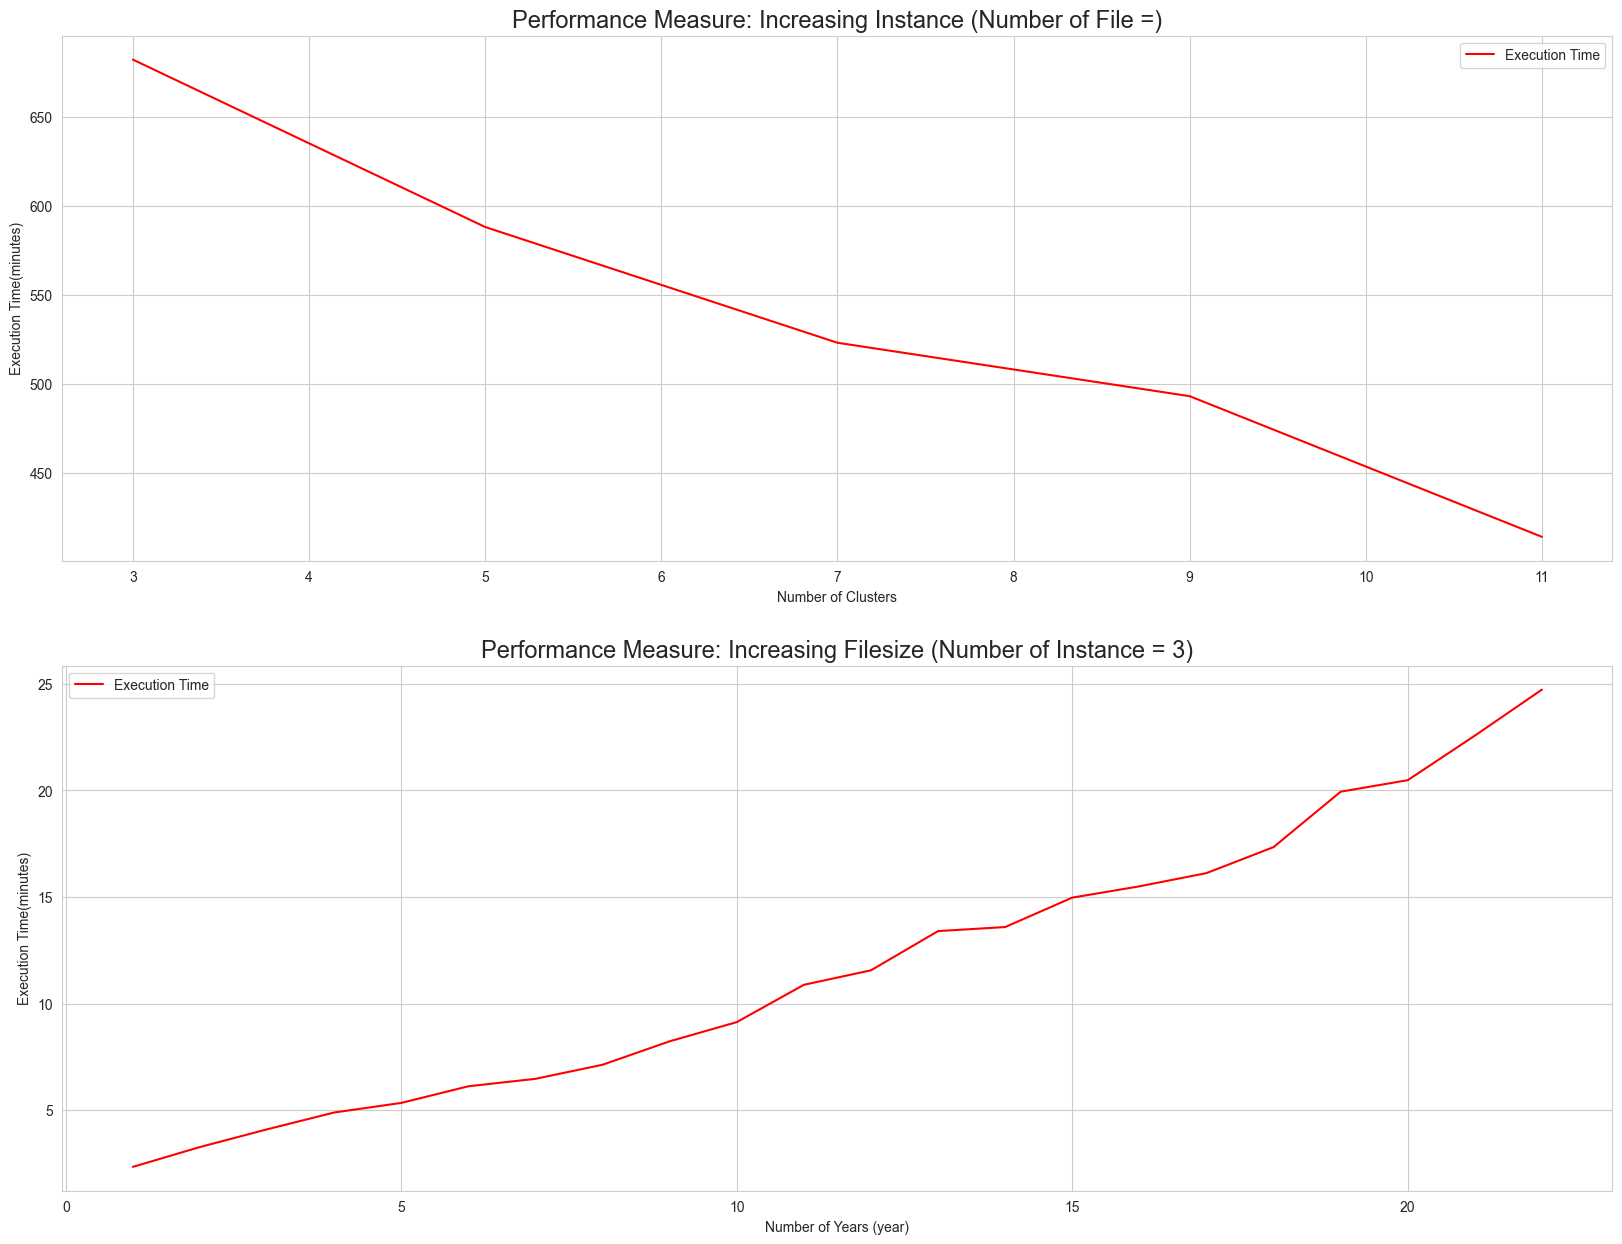 Performance Measure: Increasing Instance (Number of File =)
Execution Time
650
600
550
500
450
Execution Time(minutes)
3 4 5 6 7 8 9 10 11
Number of Clusters
Performance Measure: Increasing Filesize (Number of Instance = 3)
Execution Time
25
20
15
10
5
Execution Time(minutes)
0 5 10 15 20
Number of Years (year)